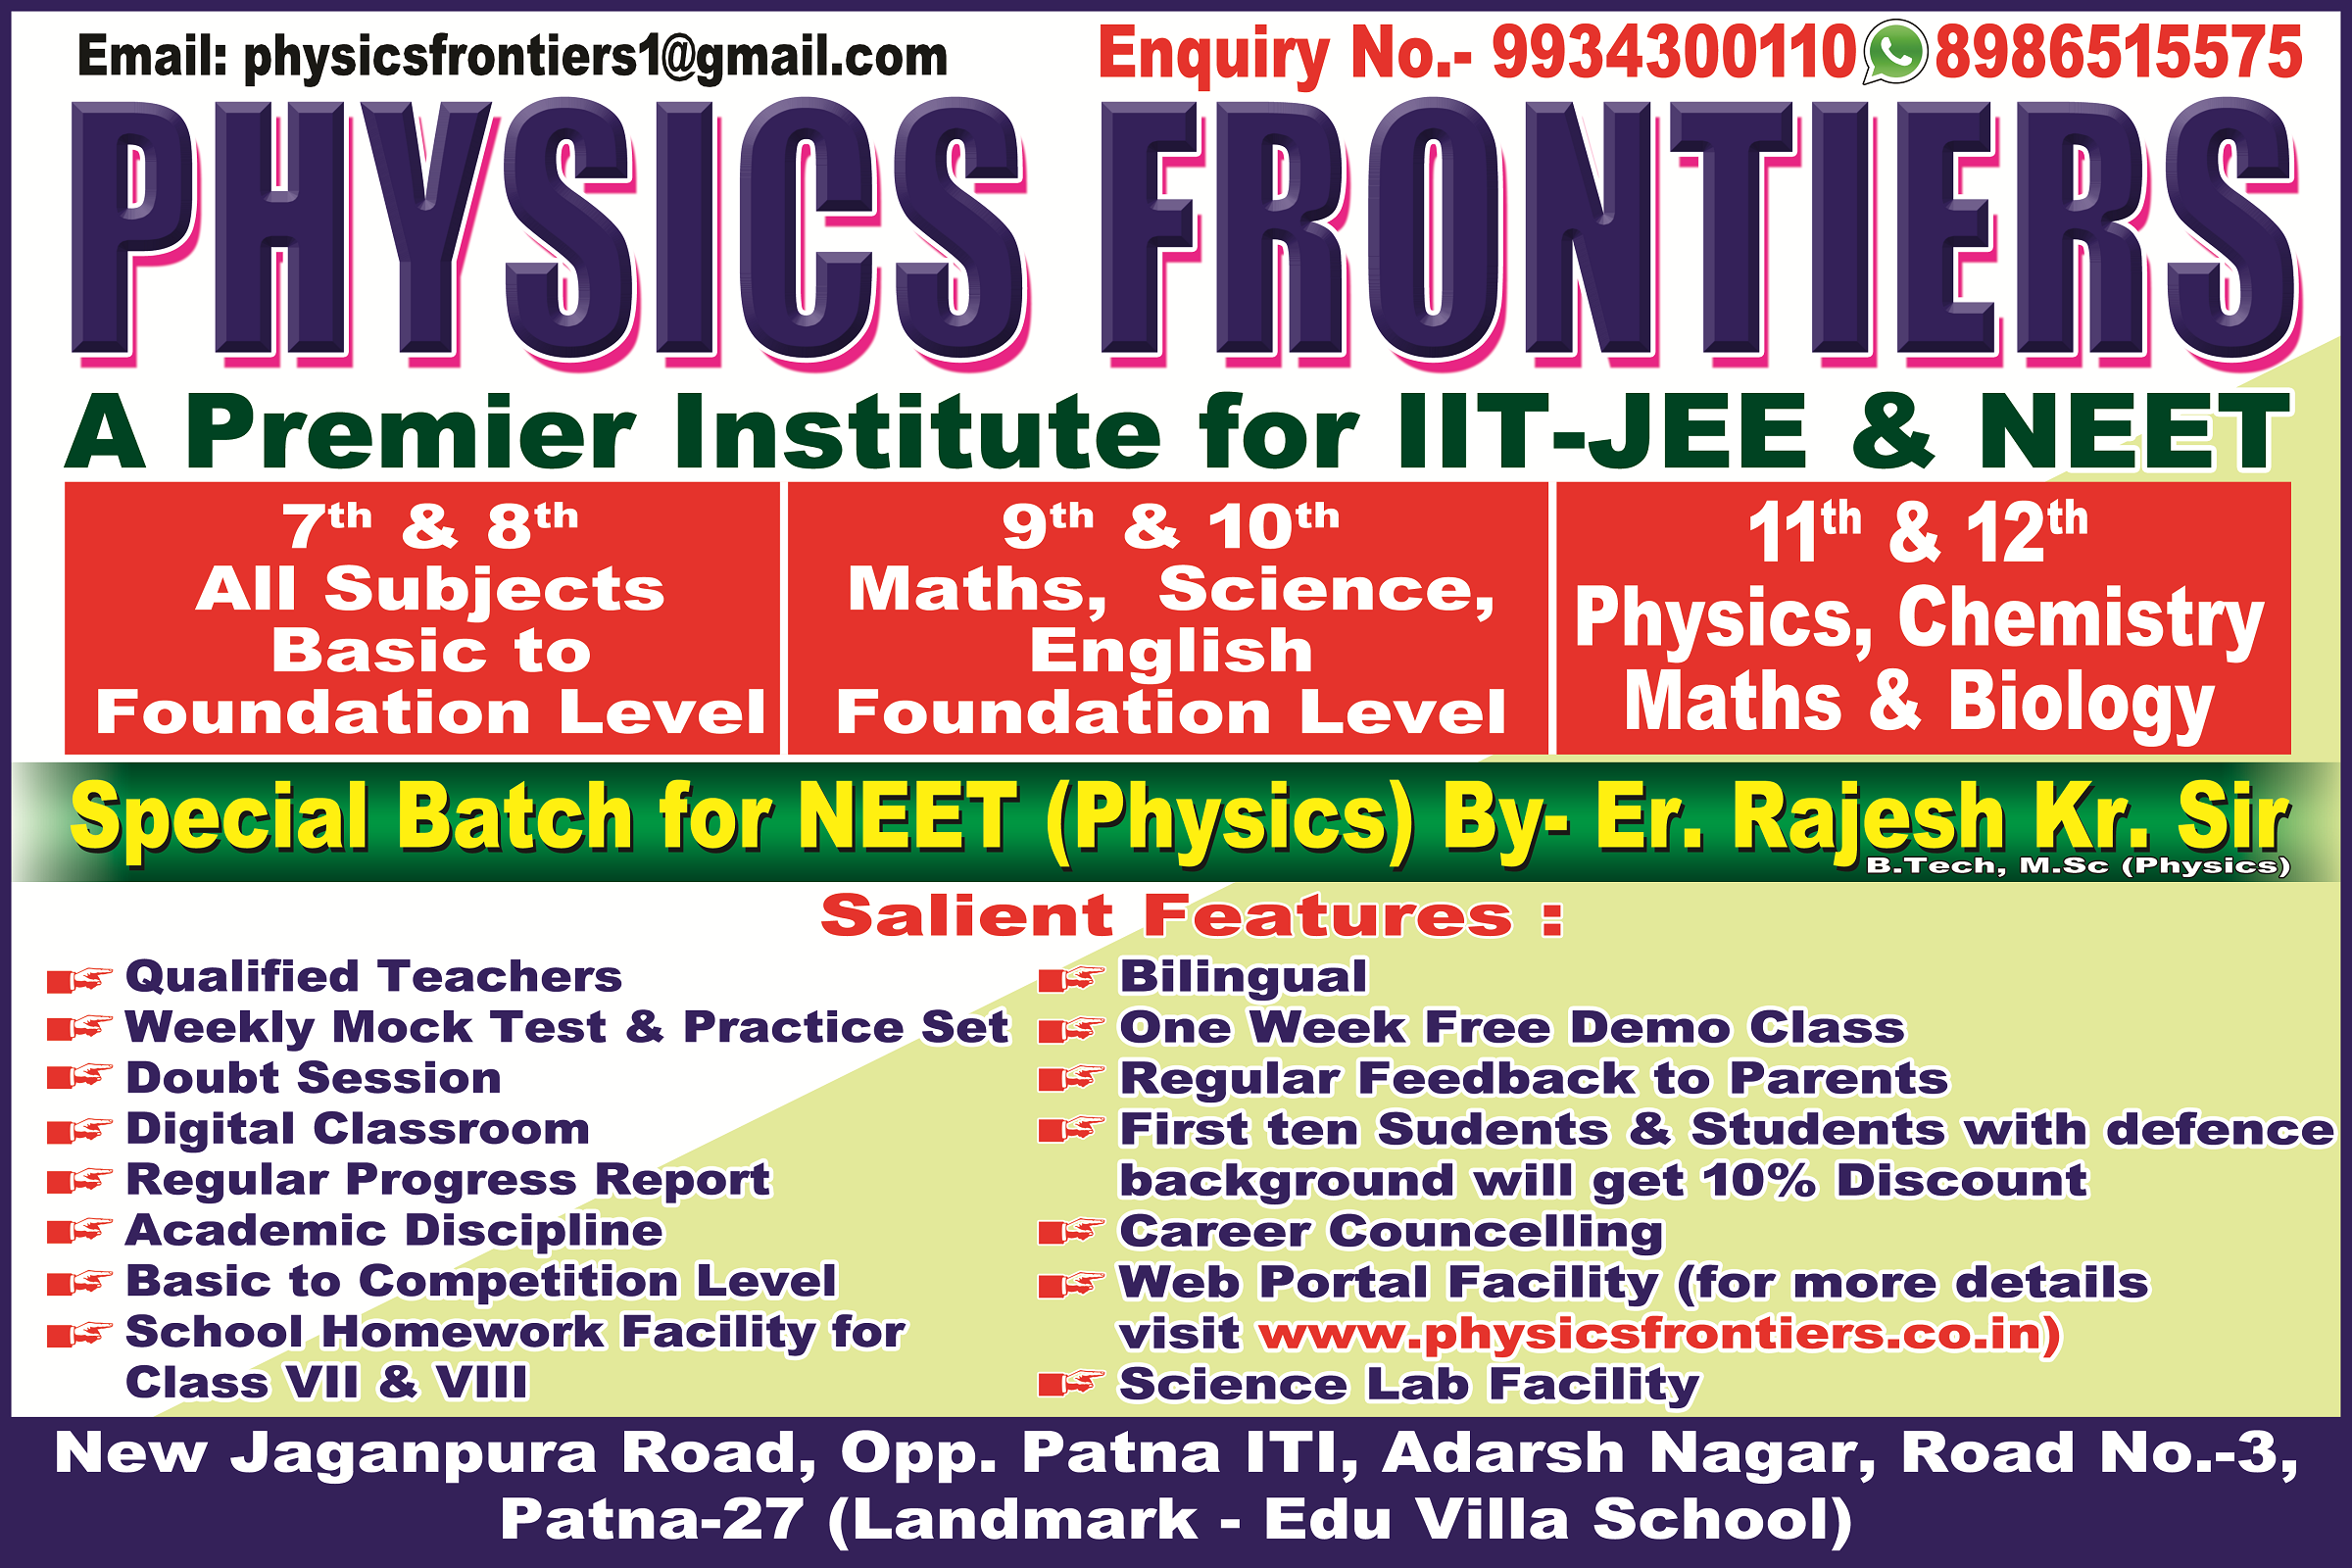 Email: physicsfrontiers1@gmail.com
Enquiry No.- 9934300110 8986515575
PHYSICS FRONTIERS
A Premier Institute for IIT-JEE & NEET
7th & 8th
All Subjects
Basic to
Foundation Level
9th & 10th
Maths, Science,
English
Foundation Level
11th & 12th
Physics, Chemistry
Maths & Biology
Special Batch for NEET (Physics) By- Er. Rajesh Kr. Sir
B.Tech, M.Sc (Physics)
Salient Features :
Qualified Teachers
Weekly Mock Test & Practice Set
Doubt Session
Digital Classroom
Regular Progress Report
Academic Discipline
Basic to Competition Level
School Homework Facility for
Class VII & VIII
Bilingual
One Week Free Demo Class
Regular Feedback to Parents
First ten Sudents & Students with defence
background will get 10% Discount
Career Councelling
Web Portal Facility (for more details
visit www.physicsfrontiers.co.in)
Science Lab Facility
New Jaganpura Road, Opp. Patna ITI, Adarsh Nagar, Road No.-3,
Patna-27 (Landmark - Edu Villa School)